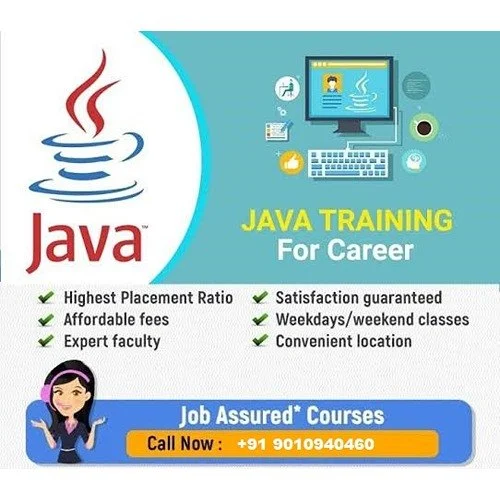 Java™
JAVA TRAINING
For Career
Highest Placement Ratio
Affordable fees
Expert faculty
Satisfaction guaranteed
Weekdays/weekend classes
Convenient location
Job Assured* Courses
Call Now : +91 9010940460